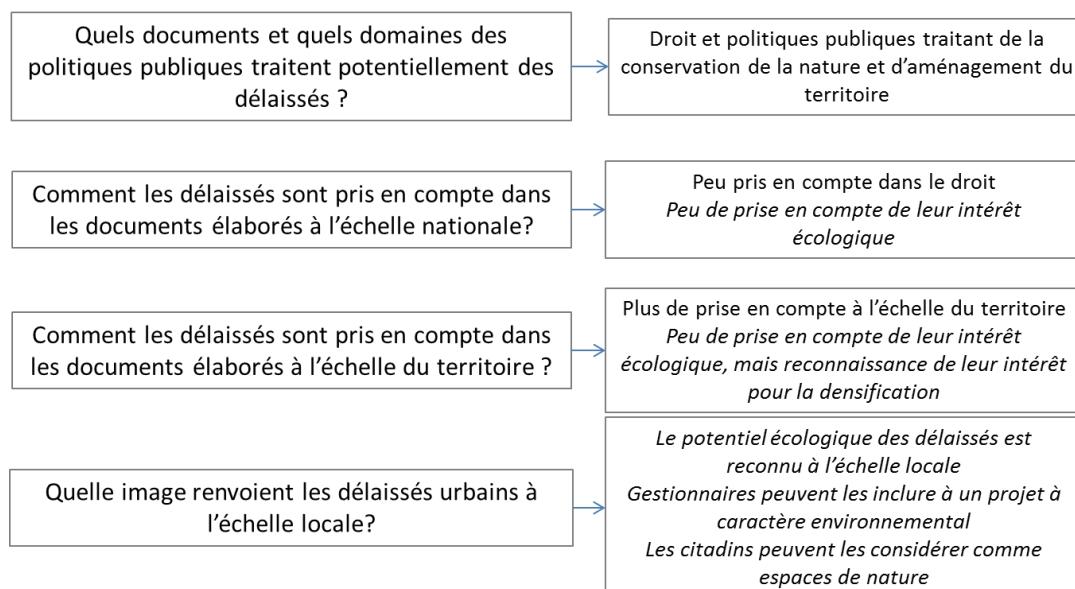 Quels documents et quels domaines des
politiques publiques traitent potentiellement des
délaissés ?
Droit et politiques publiques traitant de la
conservation de la nature et d’aménagement du
territoire
Comment les délaissés sont pris en compte dans
les documents élaborés à l’échelle nationale?
Peu pris en compte dans le droit
Peu de prise en compte de leur intérêt
écologique
Comment les délaissés sont pris en compte dans
les documents élaborés à l’échelle du territoire ?
Plus de prise en compte à l’échelle du territoire
Peu de prise en compte de leur intérêt
écologique, mais reconnaissance de leur intérêt
pour la densification
Quelle image renvoient les délaissés urbains à
l’échelle locale?
Le potentiel écologique des délaissés est
reconnu à l’échelle locale
Gestionnaires peuvent les inclure à un projet à
caractère environnemental
Les citadins peuvent les considérer comme
espaces de nature